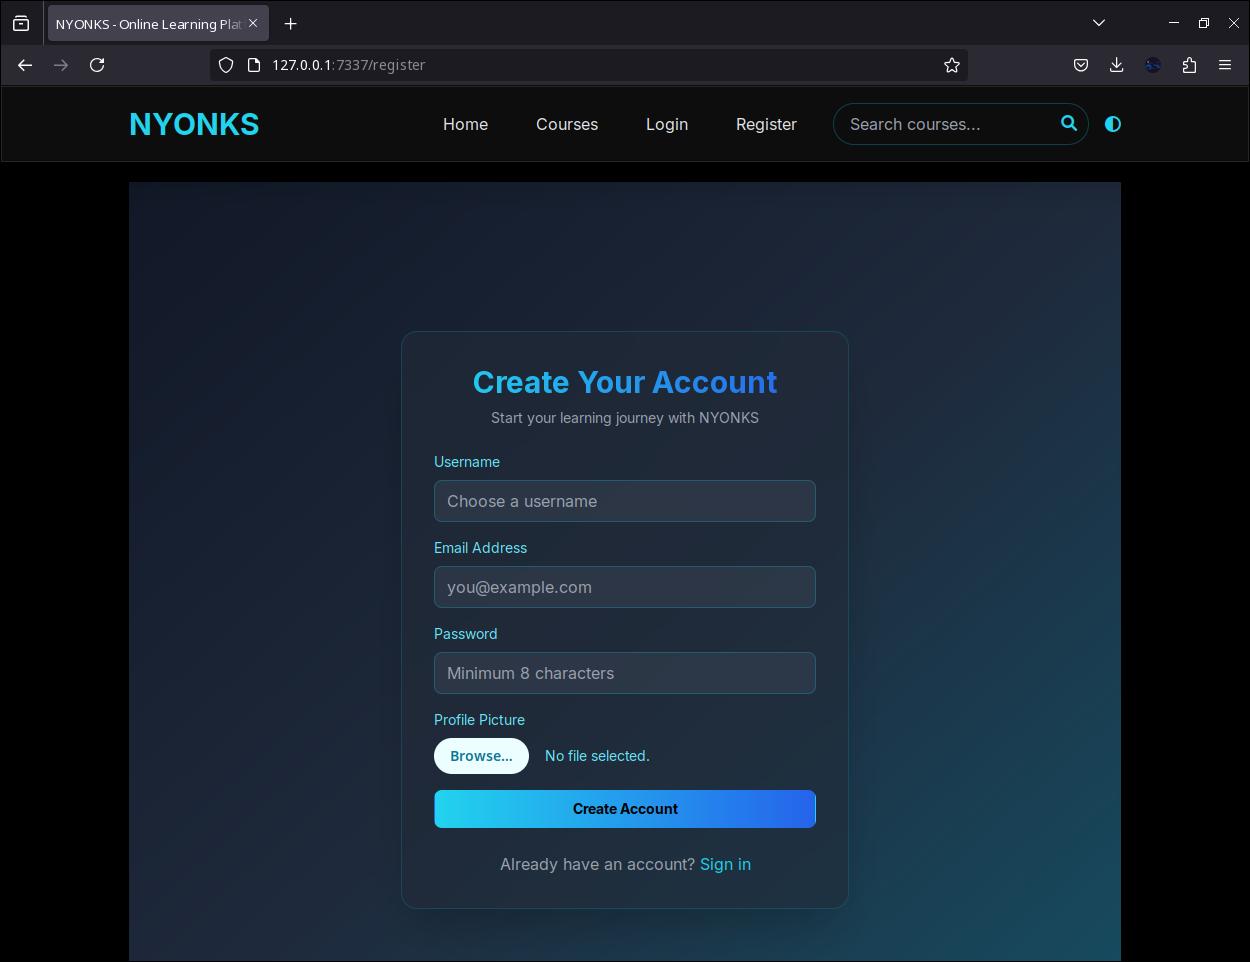 NYONKS - Online Learning Plat
127.0.0.1:7337/register
NYONKS
Home
Courses
Login
Register
Search courses...
Create Your Account
Start your learning journey with NYONKS
Username
Choose a username
Email Address
you@example.com
Password
Minimum 8 characters
Profile Picture
Browse...
No file selected.
Create Account
Already have an account? Sign in